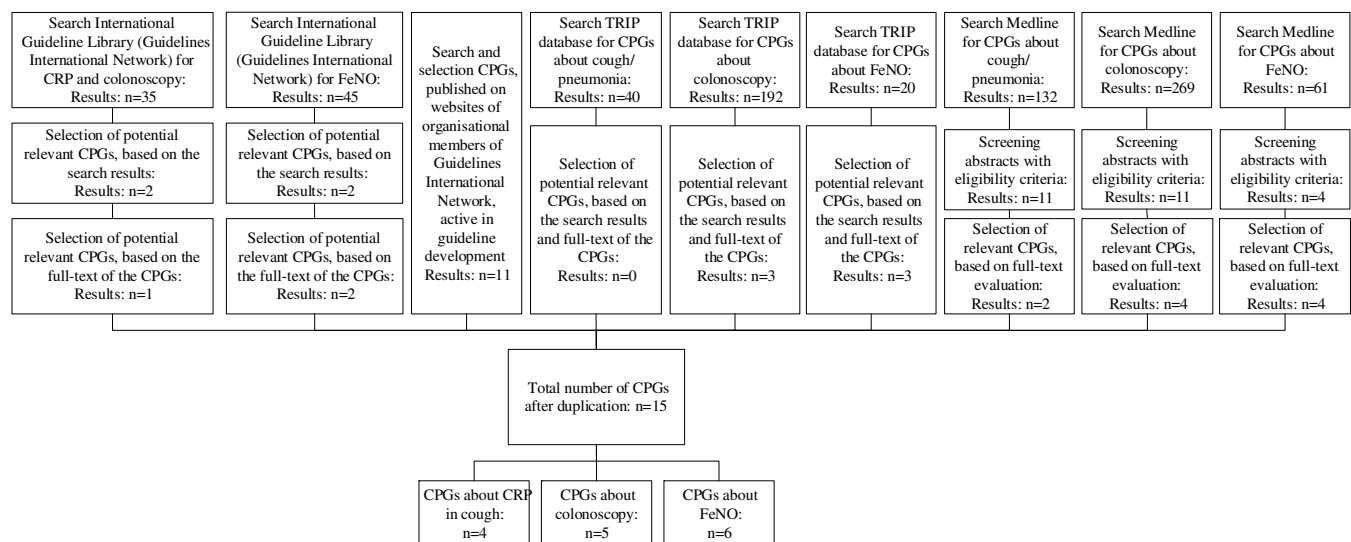 Search International
Guideline Library (Guidelines
International Network) for
CRP and colonoscopy:
Results: n=35
Search International
Guideline Library
(Guidelines International
Network) for FeNO:
Results: n=45
Search and
selection CPGs,
published on
websites of
organisational
members of
Guidelines
International
Network,
active in
guideline
development
Results: n=11
Search TRIP
database for CPGs
about cough/
pneumonia:
Results: n=40
Search TRIP
database for CPGs
about
colonoscopy:
Results: n=192
Search TRIP
database for CPGs
about FeNO:
Results: n=20
Search Medline
for CPGs about
cough/
pneumonia:
Results: n=132
Search Medline
for CPGs about
colonoscopy:
Results: n=269
Search Medline
for CPGs about
FeNO:
Results: n=61
Selection of potential
relevant CPGs, based on the
search results:
Results: n=2
Selection of potential
relevant CPGs, based on
the search results:
Results: n=2
Selection of
potential relevant
CPGs, based on
the search results
and full-text of the
CPGs:
Results: n=0
Selection of
potential relevant
CPGs, based on
the search results
and full-text of
the CPGs:
Results: n=3
Selection of
potential relevant
CPGs, based on
the search results
and full-text of
the CPGs:
Results: n=3
Screening
abstracts with
eligibility criteria:
Results: n=11
Screening
abstracts with
eligibility criteria:
Results: n=11
Screening
abstracts with
eligibility criteria:
Results: n=4
Selection of potential
relevant CPGs, based on the
full-text of the CPGs:
Results: n=1
Selection of potential
relevant CPGs, based on
the full-text of the CPGs:
Results: n=2
Selection of
relevant CPGs,
based on full-text
evaluation:
Results: n=2
Selection of
relevant CPGs,
based on full-text
evaluation:
Results: n=4
Selection of
relevant CPGs,
based on full-text
evaluation:
Results: n=4
Total number of CPGs
after duplication: n=15
CPGs about CRP
in cough:
n=4
CPGs about
colonoscopy:
n=5
CPGs about
FeNO:
n=6